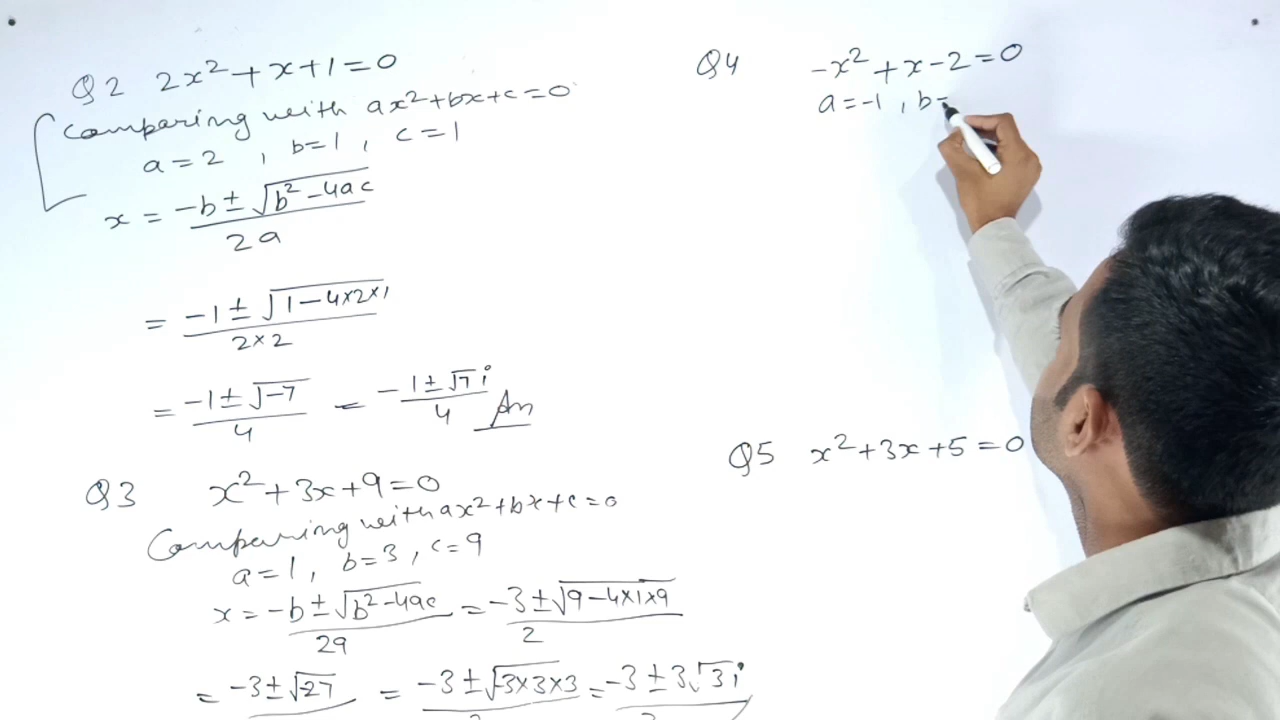 Q2 2x²+x+1=0
Comparing with ax²+bx+c=0
a=2, b=1, c=1
x = (-b±√(b²-4ac))/2a
= (-1±√(1-4×2×1))/(2×2)
= (-1±√-7)/4 = (-1±√7i)/4 An
Q3 x²+3x+9=0
Comparing with ax²+bx+c=0
a=1, b=3, c=9
x = (-b±√(b²-4ac))/2a = (-3±√(9-4×1×9))/2
= (-3±√-27)/ = (-3±√-3×3×3)/ = (-3±3√3i)/
Q4 -x²+x-2=0
a=-1, b=
Q5 x²+3x+5=0